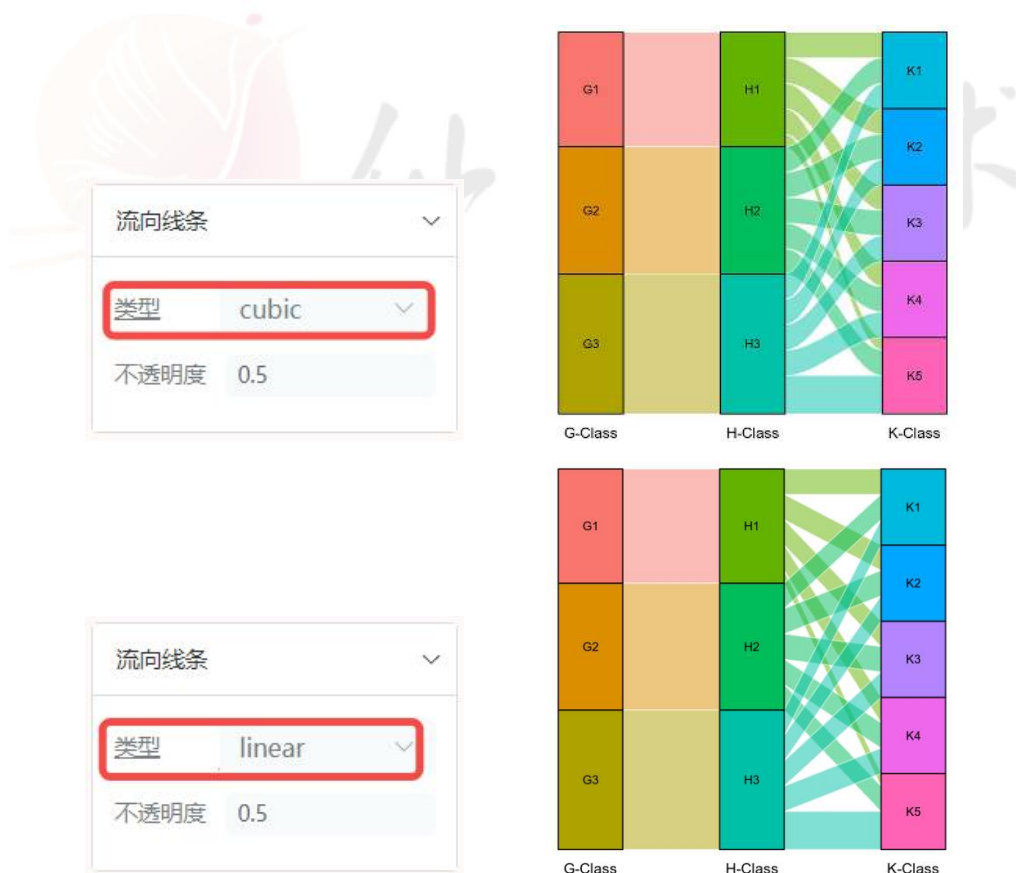 流向线条
类型 cubic
不透明度 0.5
G1 H1 K1
K2
G2 H2 K3
K4
G3 H3
K5
G-Class H-Class K-Class
流向线条
类型 linear
不透明度 0.5
G1 H1 K1
K2
G2 H2 K3
K4
G3 H3
K5
G-Class H-Class K-Class